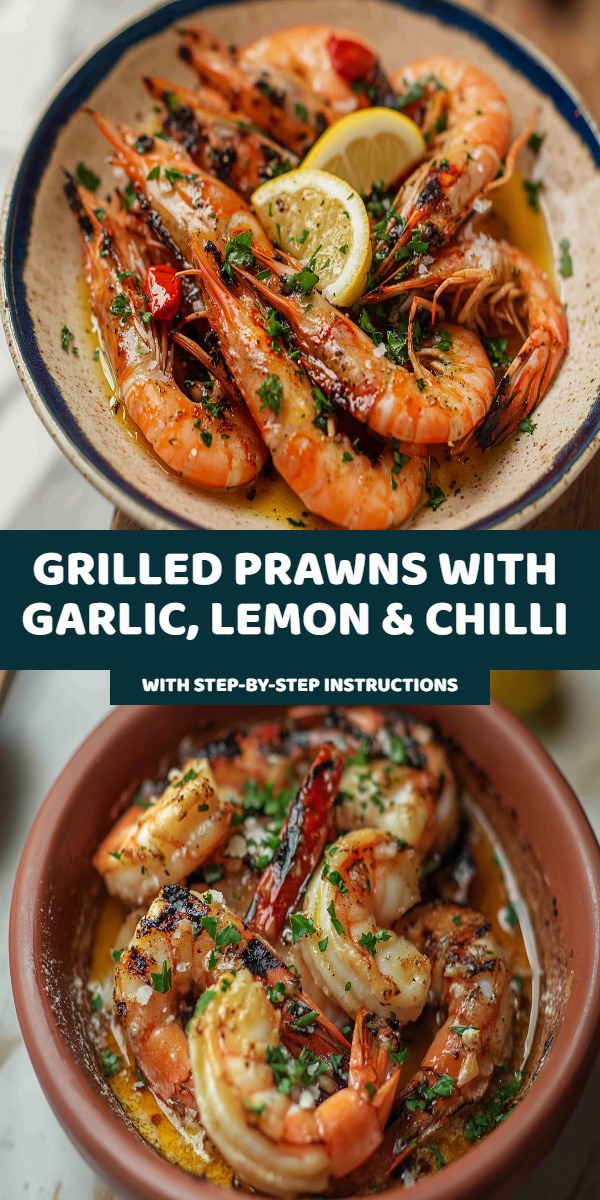 GRILLED PRAWNS WITH
GARLIC, LEMON & CHILLI
WITH STEP-BY-STEP INSTRUCTIONS